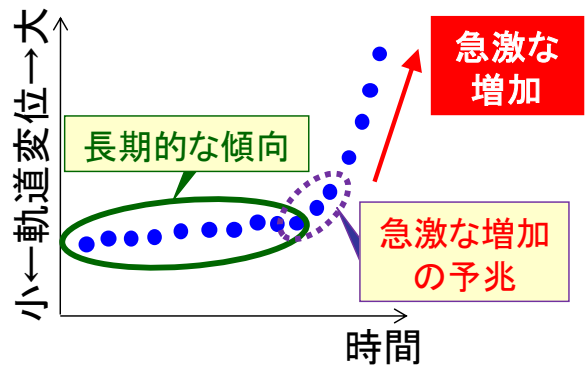 小←軌道変位→大
急激な
増加
長期的な傾向
急激な増加
の予兆
時間